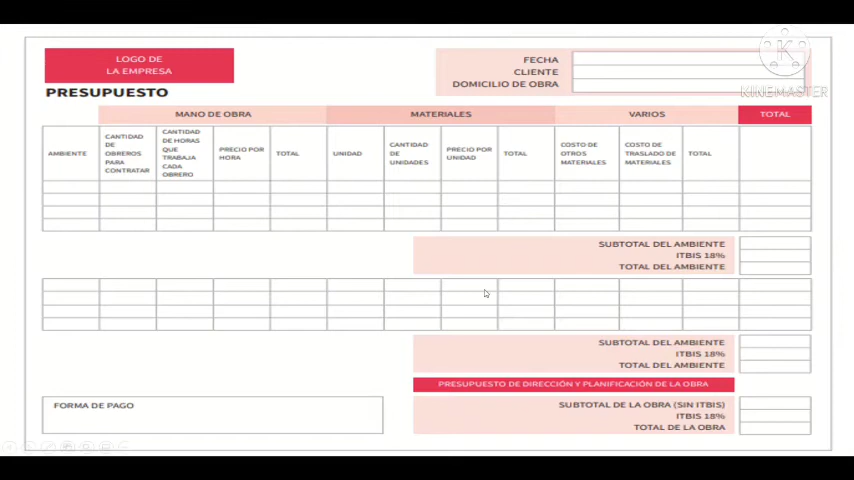 LOGO DE
LA EMPRESA
PRESUPUESTO
FECHA
CLIENTE
DOMICILIO DE OBRA
KINEMASTER
MANO DE OBRA
MATERIALES
VARIOS
TOTAL
AMBIENTE
CANTIDAD
DE
OBREROS
PARA
CONTRATAR
CANTIDAD
DE HORAS
QUE
TRABAJA
CADA
OBRERO
PRECIO POR
HORA
TOTAL
UNIDAD
CANTIDAD
DE
UNIDADES
PRECIO POR
UNIDAD
TOTAL
COSTO DE
OTROS
MATERIALES
COSTO DE
TRASLADO DE
MATERIALES
TOTAL
SUBTOTAL DEL AMBIENTE
ITBIS 18%
TOTAL DEL AMBIENTE
SUBTOTAL DEL AMBIENTE
ITBIS 18%
TOTAL DEL AMBIENTE
PRESUPUESTO DE DIRECCIÓN Y PLANIFICACIÓN DE LA OBRA
FORMA DE PAGO
SUBTOTAL DE LA OBRA (SIN ITBIS)
ITBIS 18%
TOTAL DE LA OBRA